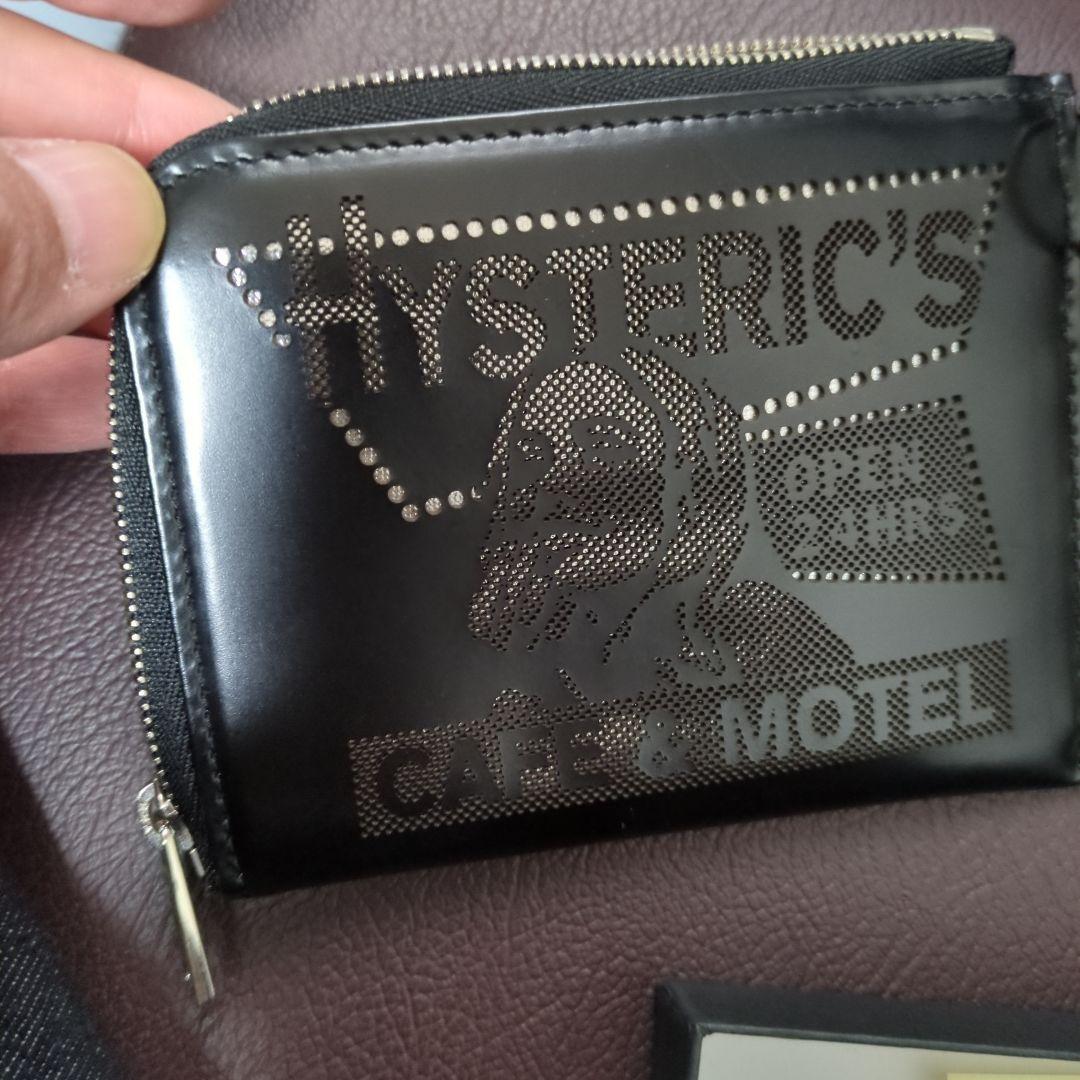 HYSTERIC'S
OPEN
24HRS
CAFE & MOTEL